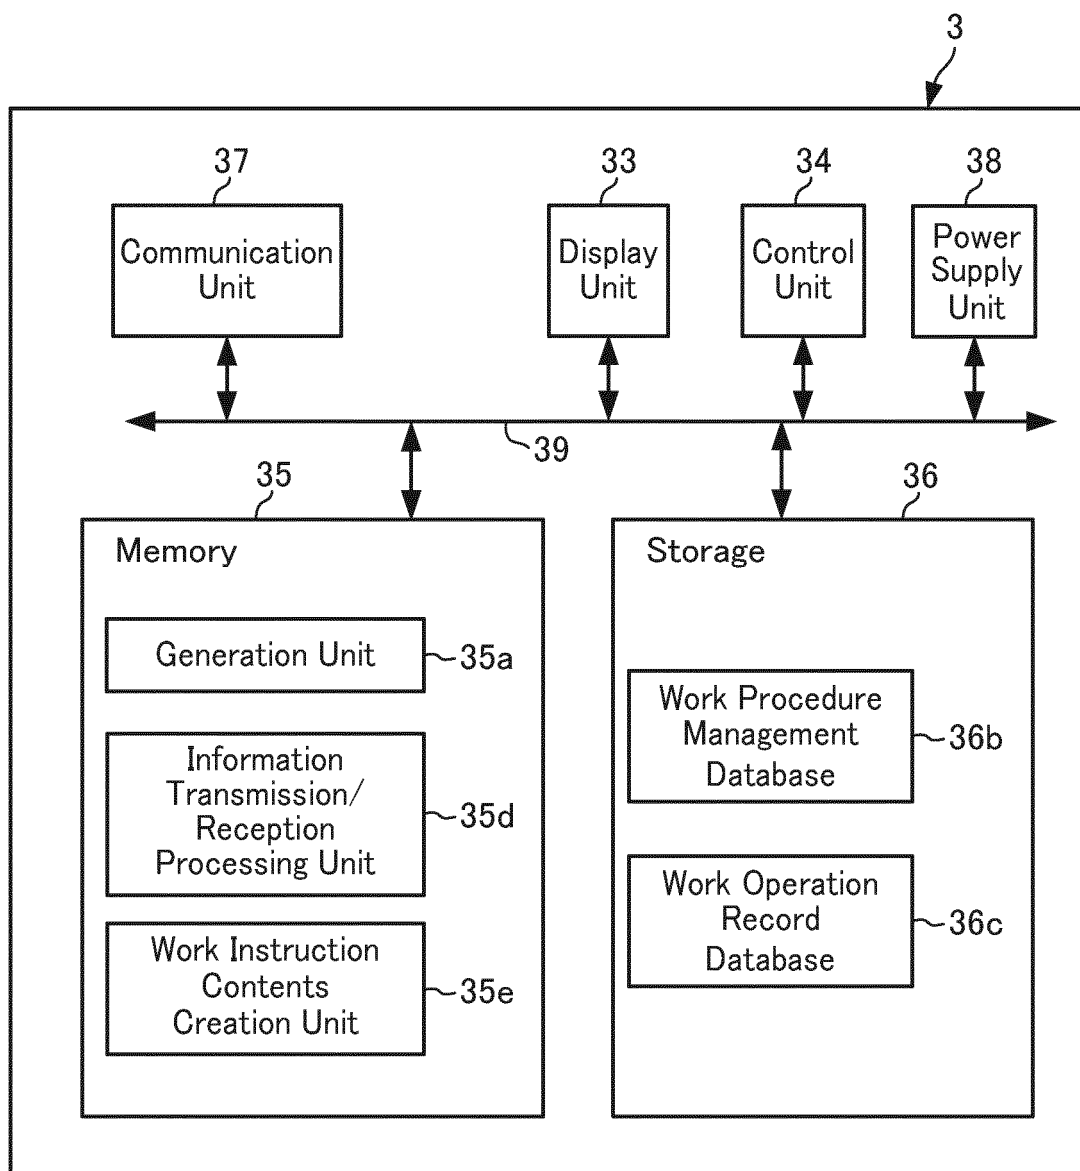 3
37
33
34
38
Communication
Unit
Display
Unit
Control
Unit
Power
Supply
Unit
39
35
36
Memory
Generation Unit
35a
Information
Transmission/
Reception
Processing Unit
35d
Work Instruction
Contents
Creation Unit
35e
Storage
Work Procedure
Management
Database
36b
Work Operation
Record
Database
36c